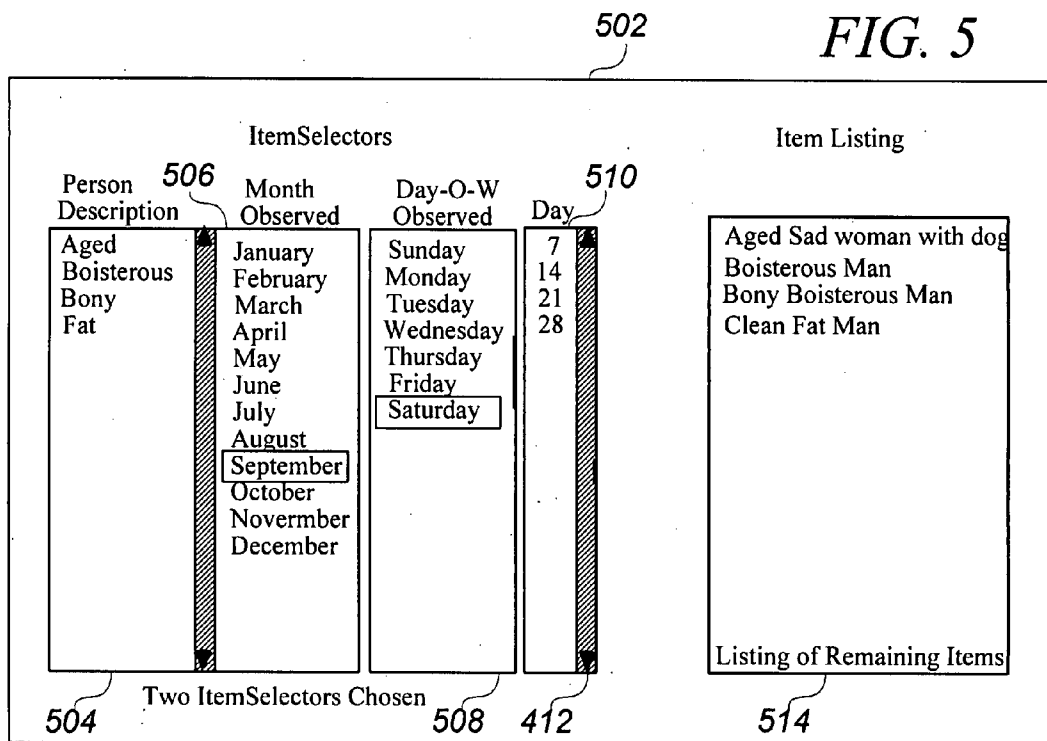 502
FIG. 5
ItemSelectors
Item Listing
Person Description
506
Month Observed
Day-O-W Observed
510
Day
Aged
Boisterous
Bony
Fat
January
February
March
April
May
June
July
August
September
October
Novermber
December
Sunday
Monday
Tuesday
Wednesday
Thursday
Friday
Saturday
7
14
21
28
Aged Sad woman with dog
Boisterous Man
Bony Boisterous Man
Clean Fat Man
Listing of Remaining Items
Two ItemSelectors Chosen
504
508
412
514